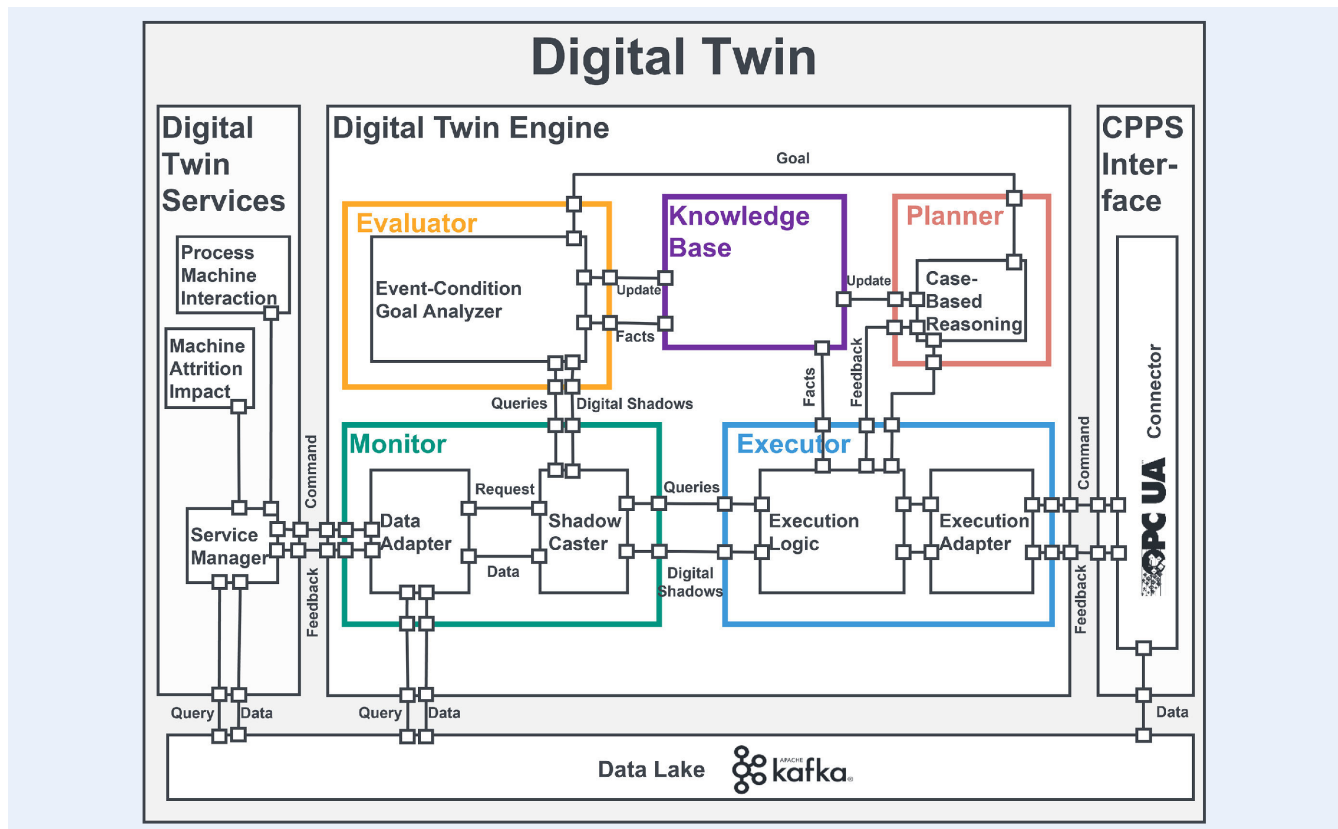 Digital Twin
Digital
Twin
Services
Process
Machine
Interaction
Machine
Attrition
Impact
Service
Manager
Command
Feedback
Query
Data
Digital Twin Engine
Goal
Evaluator
Event-Condition
Goal Analyzer
Update
Facts
Knowledge
Base
Planner
Update
Case-
Based
Reasoning
Queries
Digital Shadows
Facts
Feedback
Monitor
Data
Adapter
Request
Data
Shadow
Caster
Queries
Digital
Shadows
Executor
Execution
Logic
Execution
Adapter
Query
Data
Command
Feedback
CPPS
Inter-
face
OPC UA Connector
Data
Data Lake
APACHE
kafka®